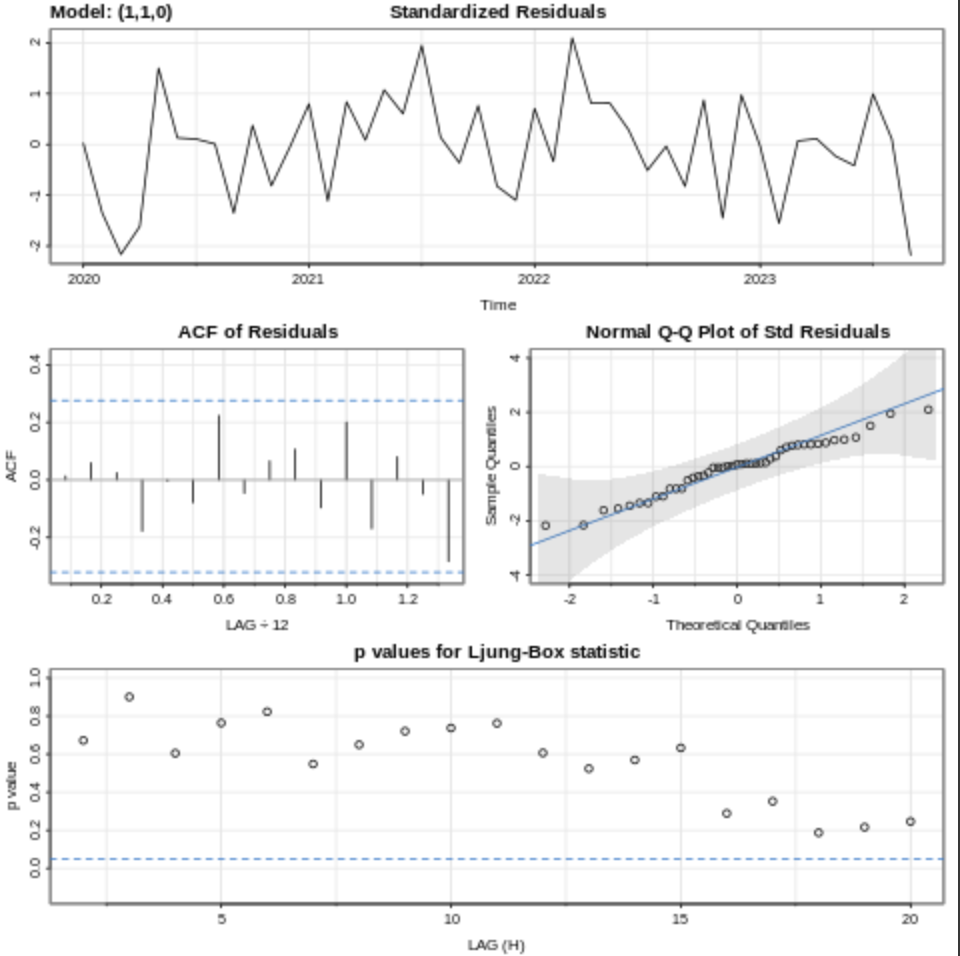 Model: (1,1,0) Standardized Residuals
2
1
0
-1
-2
2020 2021 2022 2023
Time
ACF of Residuals
0.4
0.2
0.0
-0.2
ACF
0.2 0.4 0.6 0.8 1.0 1.2
LAG ÷ 12
Normal Q-Q Plot of Std Residuals
4
2
0
-2
-4
Sample Quantiles
-2 -1 0 1 2
Theoretical Quantiles
p values for Ljung-Box statistic
1.0
0.8
0.6
0.4
0.2
0.0
p value
5 10 15 20
LAG (H)